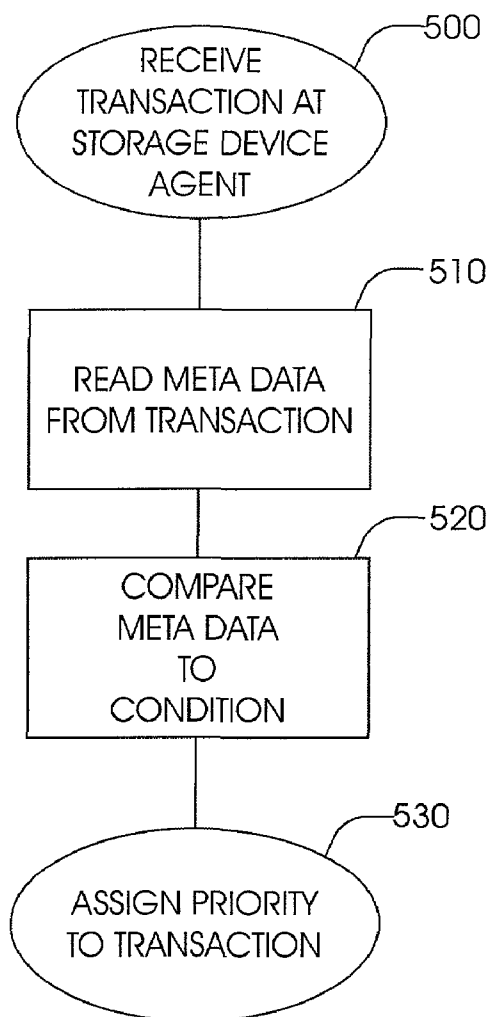 500
RECEIVE
TRANSACTION AT
STORAGE DEVICE
AGENT
510
READ META DATA
FROM TRANSACTION
520
COMPARE
META DATA
TO
CONDITION
530
ASSIGN PRIORITY
TO TRANSACTION